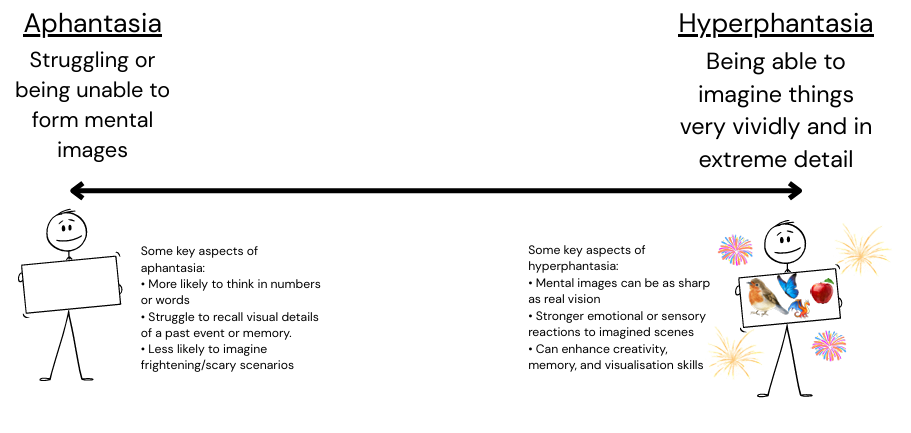 Aphantasia
Struggling or
being unable to
form mental
images
Hyperphantasia
Being able to
imagine things
very vividly and in
extreme detail
Some key aspects of
aphantasia:
• More likely to think in numbers
or words
• Struggle to recall visual details
of a past event or memory.
• Less likely to imagine
frightening/scary scenarios
Some key aspects of
hyperphantasia:
• Mental images can be as sharp
as real vision
• Stronger emotional or sensory
reactions to imagined scenes
• Can enhance creativity,
memory, and visualisation skills